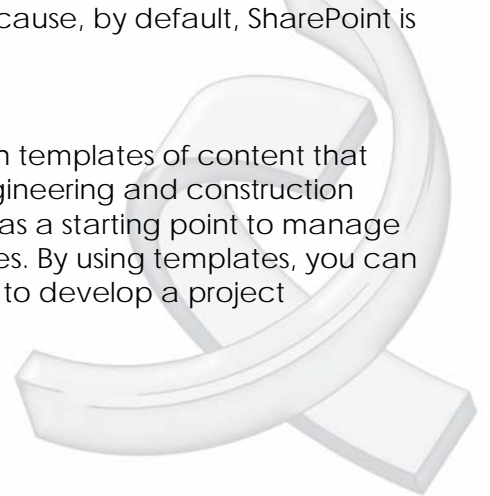 cause, by default, SharePoint is
n templates of content that
gineering and construction
as a starting point to manage
es. By using templates, you can
to develop a project